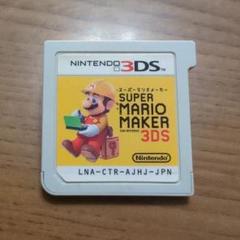 NINTENDO 3DS™
スーパーマリオメーカー
SUPER
MARIO
MAKER
3DS
Nintendo
LNA-CTR-AJHJ-JPN